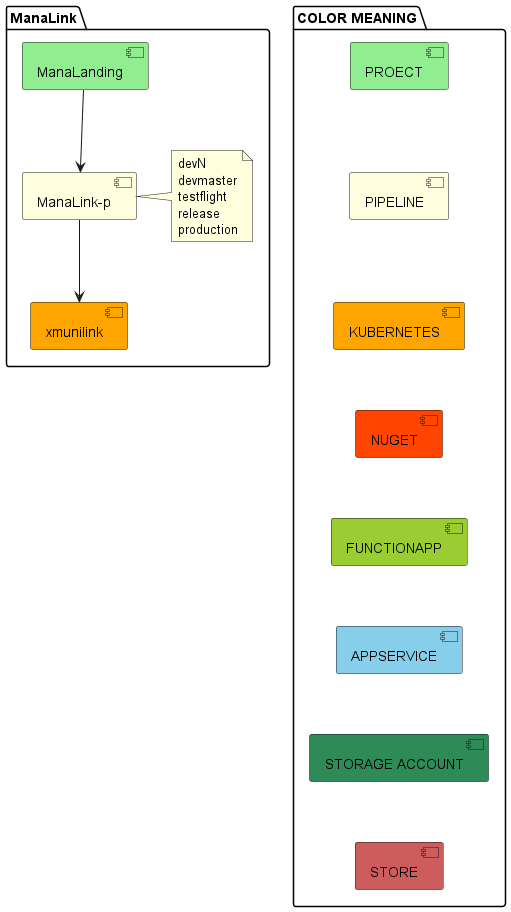 ManaLink
ManaLanding
ManaLink-p
devN
devmaster
testflight
release
production
xmunilink
COLOR MEANING
PROECT
PIPELINE
KUBERNETES
NUGET
FUNCTIONAPP
APPSERVICE
STORAGE ACCOUNT
STORE